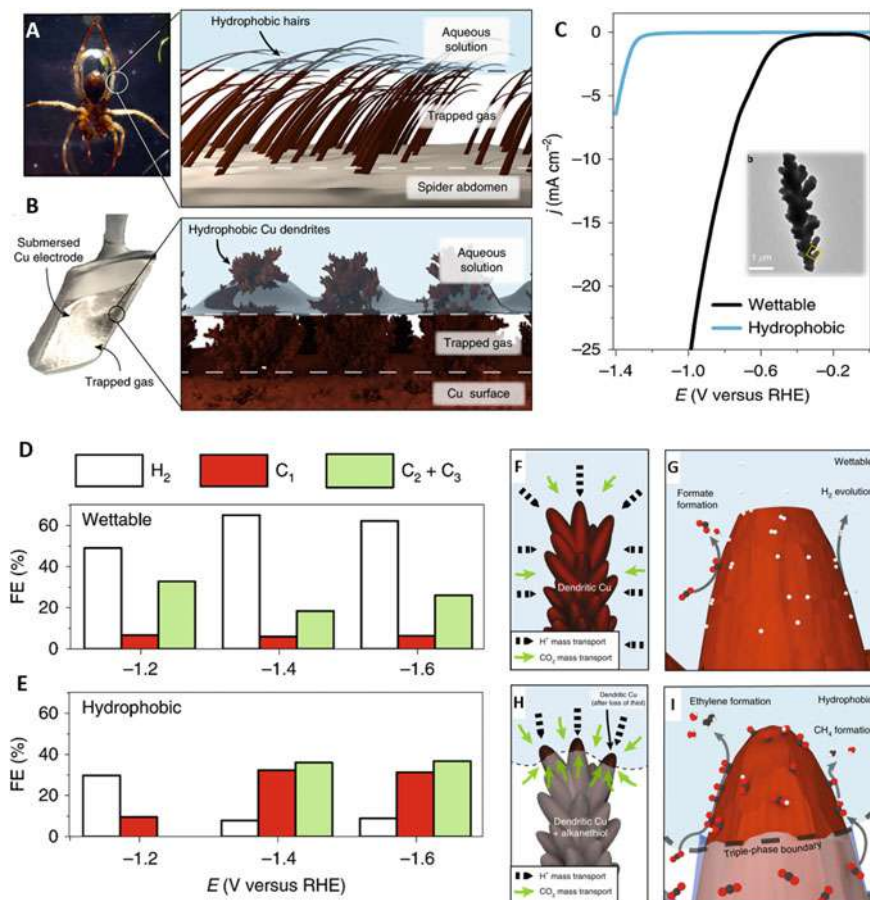 A
Hydrophobic hairs
Aqueous
solution
Trapped gas
Spider abdomen
B
Submersed
Cu electrode
Trapped gas
Hydrophobic Cu dendrites
Aqueous
solution
Trapped gas
Cu surface
C
0
−5
−10
−15
−20
−25
j (mA cm−2)
b
1 μm
Wettable
Hydrophobic
−1.4
−1.0
−0.6
−0.2
E (V versus RHE)
D
H2
C1
C2 + C3
Wettable
60
40
20
0
FE (%)
−1.2
−1.4
−1.6
E
Hydrophobic
60
40
20
0
FE (%)
−1.2
−1.4
−1.6
E (V versus RHE)
F
Dendritic Cu
H+ mass transport
CO2 mass transport
G
Wettable
Formate
formation
H2 evolution
H
Dendritic Cu
(after loss of thiol)
Dendritic Cu
+ alkanethiol
H+ mass transport
CO2 mass transport
I
Ethylene formation
Hydrophobic
CH4 formation
Triple-phase boundary